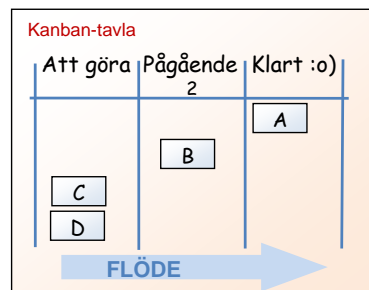 Kanban-tavla
Att göra Pågående Klart :o)
2
A
B
C
D
FLÖDE